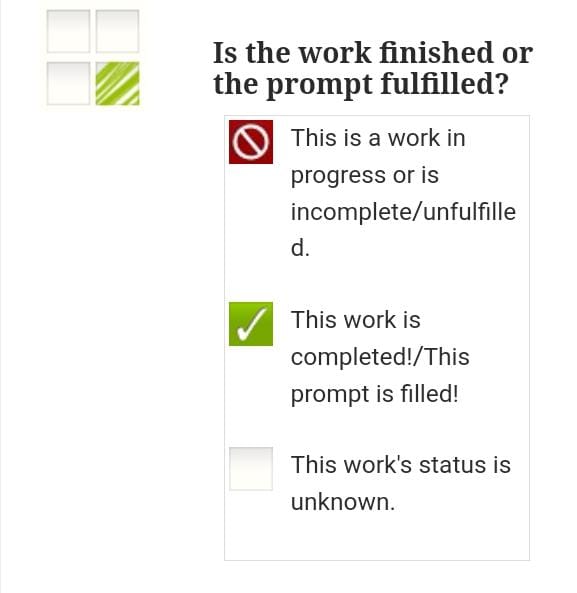 Is the work finished or
the prompt fulfilled?
This is a work in
progress or is
incomplete/unfulfille
d.
This work is
completed!/This
prompt is filled!
This work's status is
unknown.